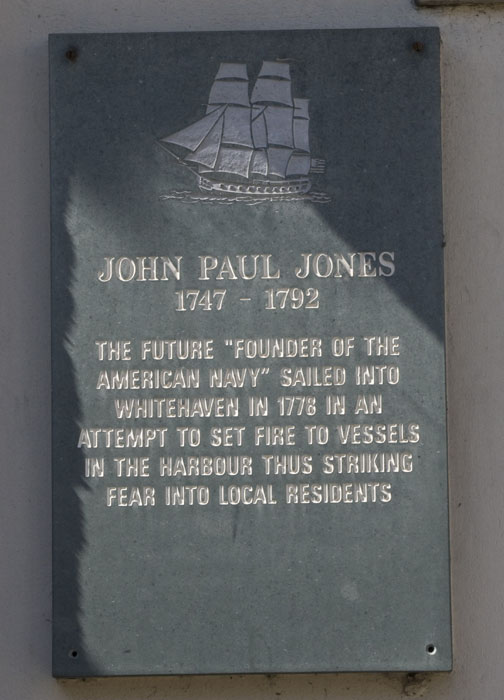 JOHN PAUL JONES
1747 - 1792
THE FUTURE "FOUNDER OF THE
AMERICAN NAVY" SAILED INTO
WHITEHAVEN IN 1778 IN AN
ATTEMPT TO SET FIRE TO VESSELS
IN THE HARBOUR THUS STRIKING
FEAR INTO LOCAL RESIDENTS